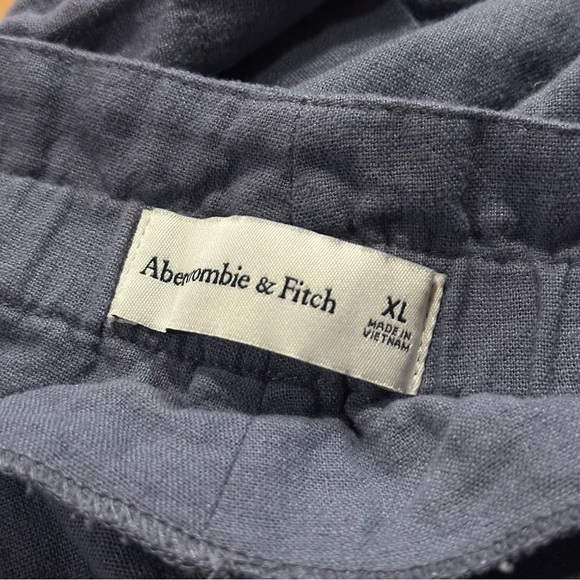 Abercrombie & Fitch
XL
MADE IN
VIETNAM